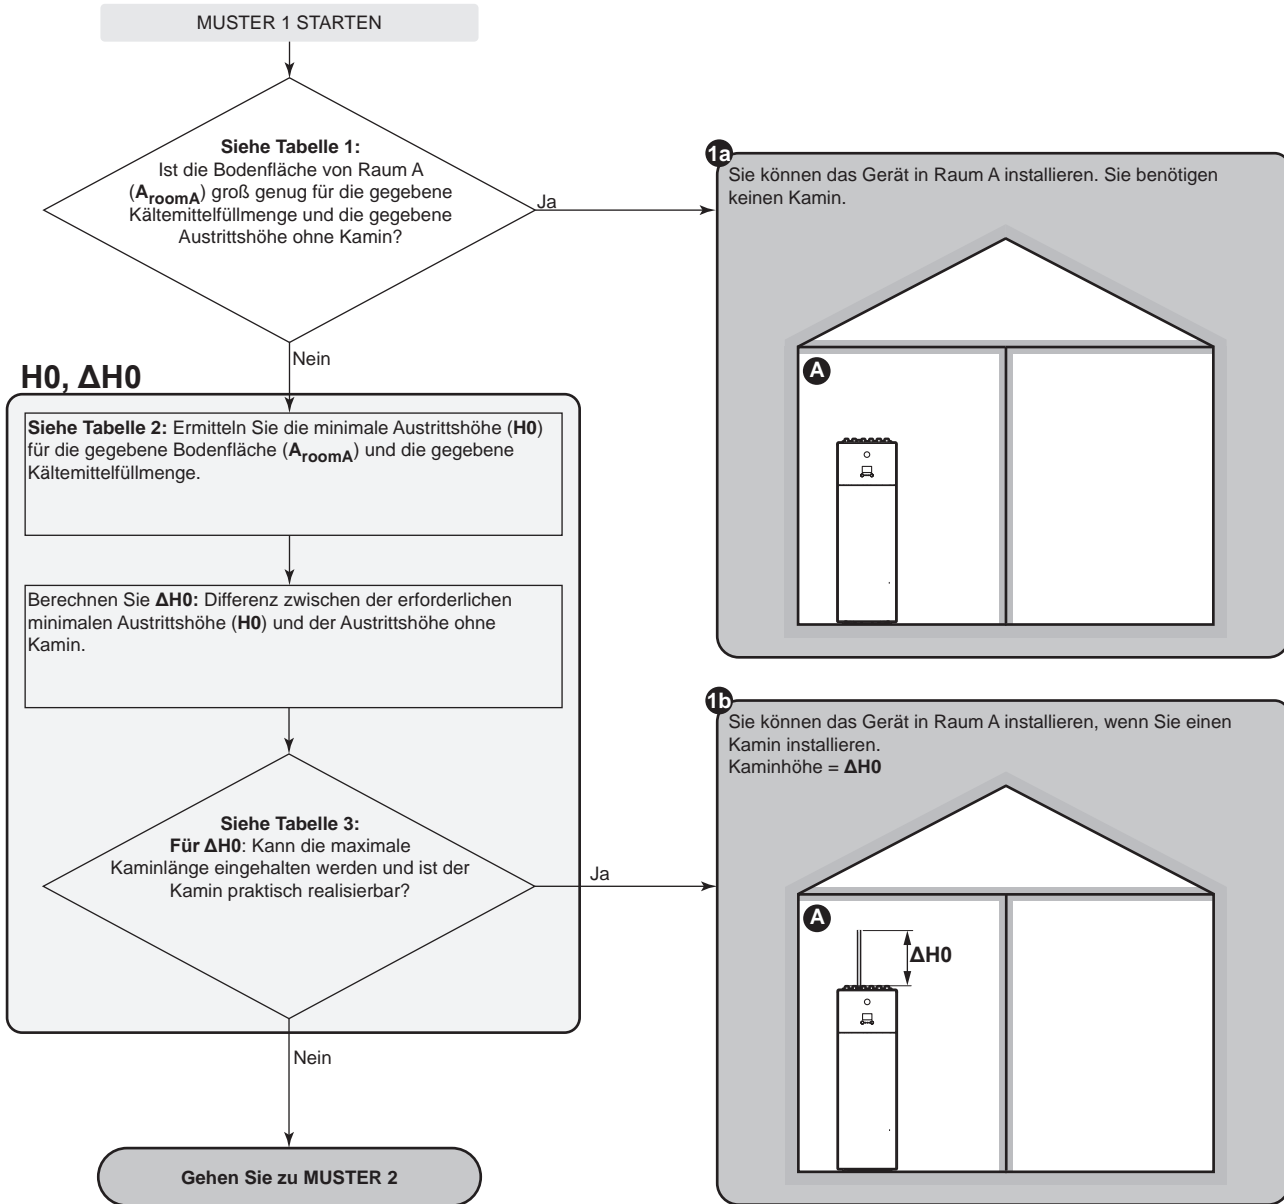 MUSTER 1 STARTEN
Siehe Tabelle 1:
Ist die Bodenfläche von Raum A
(AroomA) groß genug für die gegebene
Kältemittelfüllmenge und die gegebene
Austrittshöhe ohne Kamin?
Ja
1a
Sie können das Gerät in Raum A installieren. Sie benötigen
keinen Kamin.
A
Nein
H0, ΔH0
Siehe Tabelle 2: Ermitteln Sie die minimale Austrittshöhe (H0)
für die gegebene Bodenfläche (AroomA) und die gegebene
Kältemittelfüllmenge.
Berechnen Sie ΔH0: Differenz zwischen der erforderlichen
minimalen Austrittshöhe (H0) und der Austrittshöhe ohne
Kamin.
Siehe Tabelle 3:
Für ΔH0: Kann die maximale
Kaminlänge eingehalten werden und ist der
Kamin praktisch realisierbar?
Ja
1b
Sie können das Gerät in Raum A installieren, wenn Sie einen
Kamin installieren.
Kaminhöhe = ΔH0
A
ΔH0
Nein
Gehen Sie zu MUSTER 2